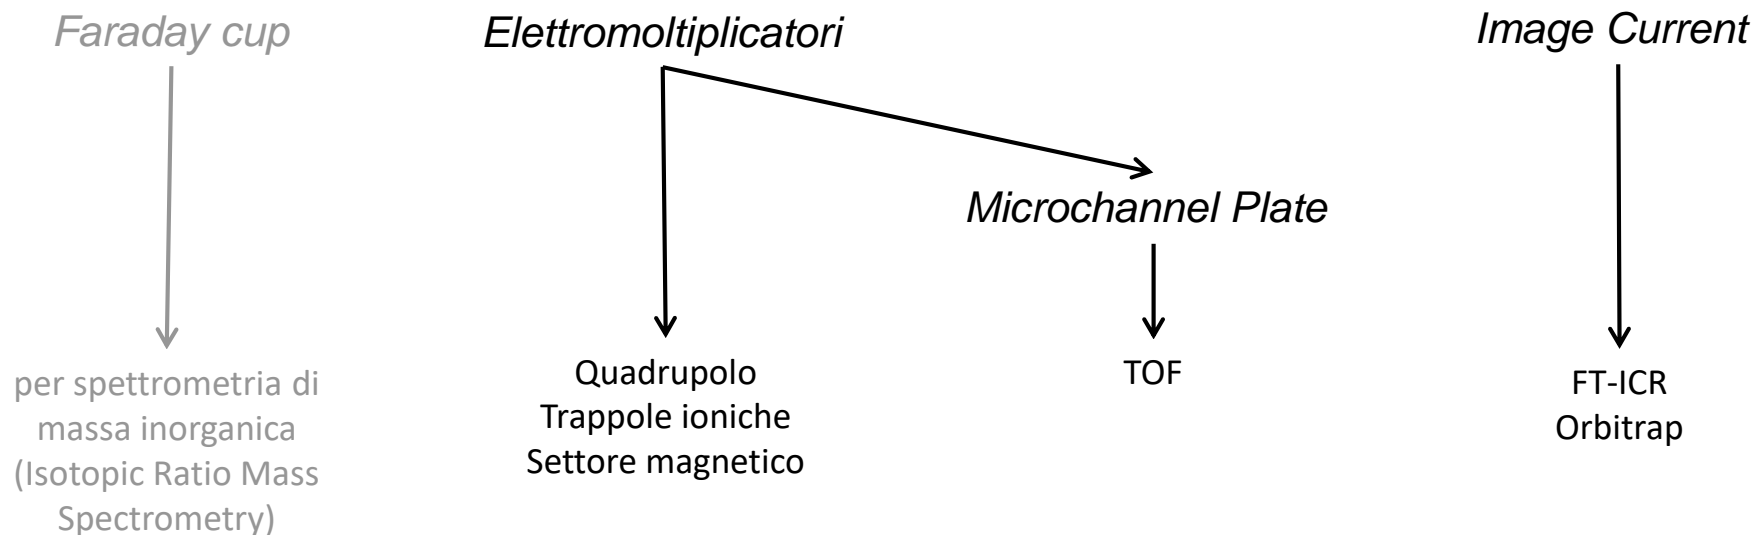 Faraday cup
Elettromoltiplicatori
Image Current
Microchannel Plate
per spettrometria di
massa inorganica
(Isotopic Ratio Mass
Spectrometry)
Quadrupolo
Trappole ioniche
Settore magnetico
TOF
FT-ICR
Orbitrap